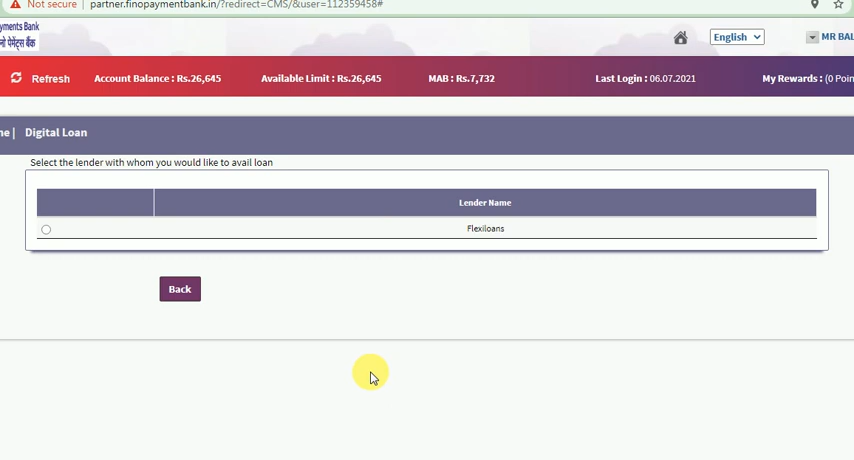 Not secure | partner.finopaymentbank.in/?redirect=CMS/&user=112359458#
yments Bank
नो पेमेंट्स बैंक
English
MR BAL
Refresh
Account Balance : Rs.26,645
Available Limit : Rs.26,645
MAB : Rs.7,732
Last Login : 06.07.2021
My Rewards : (0 Poin
ne | Digital Loan
Select the lender with whom you would like to avail loan
Lender Name
Flexiloans
Back